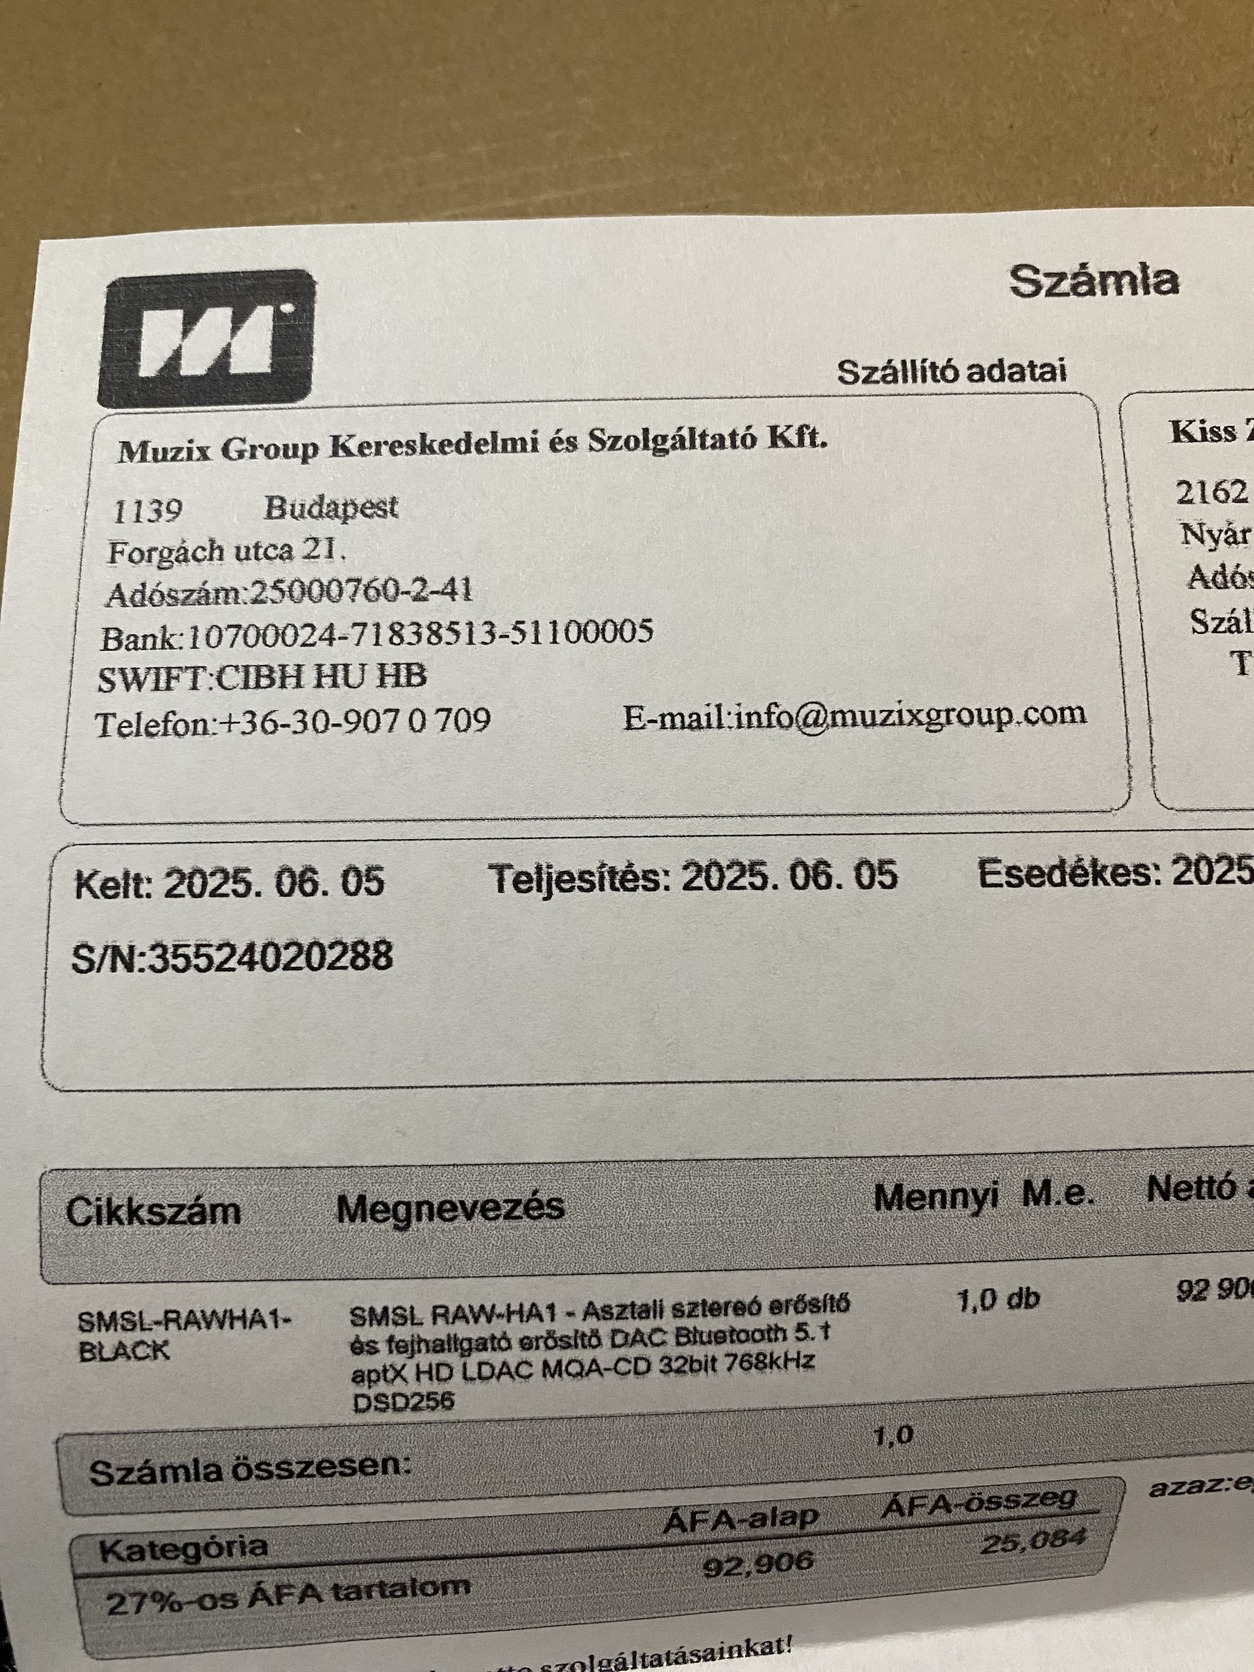 Számla
Szállító adatai
Muzix Group Kereskedelmi és Szolgáltató Kft.
1139 Budapest
Forgách utca 21.
Adószám:25000760-2-41
Bank:10700024-71838513-51100005
SWIFT:CIBH HU HB
Telefon:+36-30-907 0 709 E-mail:info@muzixgroup.com
Kiss
2162
Nyár
Kelt: 2025. 06. 05 Teljesítés: 2025. 06. 05 Esedékes: 2025
S/N:35524020288
Cikkszám Megnevezés Mennyi M.e. Nettó
SMSL-RAWHA1- SMSL RAW-HA1 - Asztali sztereó erősítő 1,0 db 92 90
BLACK és fejhallgató erősítő DAC Bluetooth 5.1
aptX HD LDAC MQA-CD 32bit 768kHz
DSD256
Számla összesen: 1,0
Kategória ÁFA-alap ÁFA-összeg azaz:
27%-os ÁFA tartalom 92,906 25,084
szolgáltatásainkat!